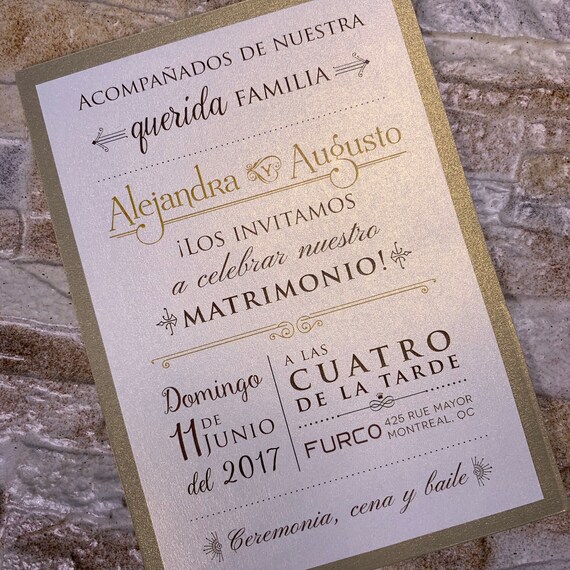 Acompañados de nuestra
querida familia
Alejandra y Augusto
¡Los invitamos
a celebrar nuestro
matrimonio!
Domingo
11 de Junio
del 2017
a las
cuatro
de la tarde
FURCO 425 Rue Mayor
Montreal, QC
Ceremonia, cena y baile